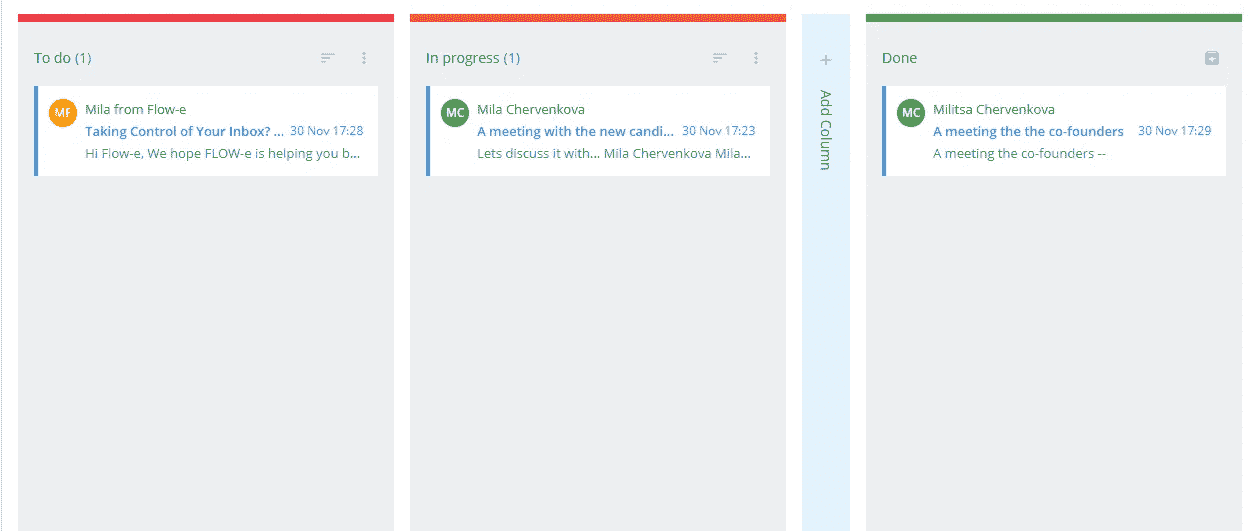 To do (1)
MF
Mila from Flow-e
Taking Control of Your Inbox? ... 30 Nov 17:28
Hi Flow-e, We hope FLOW-e is helping you b...
In progress (1)
MC
Mila Chervenkova
A meeting with the new candi... 30 Nov 17:23
Lets discuss it with... Mila Chervenkova Mila...
+
Add Column
Done
MC
Militsa Chervenkova
A meeting the the co-founders 30 Nov 17:29
A meeting the co-founders --